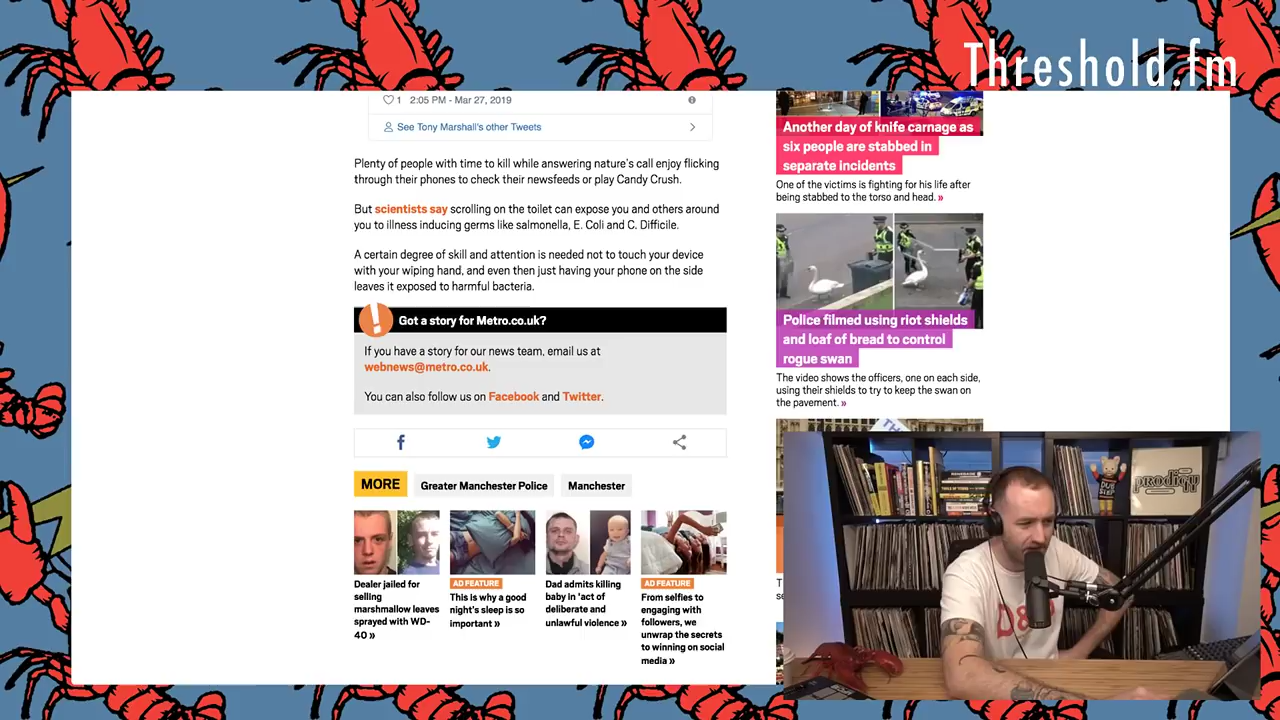 Threshold.fm
1 2:05 PM - Mar 27, 2019
See Tony Marshall's other Tweets
Plenty of people with time to kill while answering nature's call enjoy flicking
through their phones to check their newsfeeds or play Candy Crush.
But scientists say scrolling on the toilet can expose you and others around
you to illness inducing germs like salmonella, E. Coli and C. Difficile.
A certain degree of skill and attention is needed not to touch your device
with your wiping hand, and even then just having your phone on the side
leaves it exposed to harmful bacteria.
Got a story for Metro.co.uk?
If you have a story for our news team, email us at
webnews@metro.co.uk.
You can also follow us on Facebook and Twitter.
MORE
Greater Manchester Police
Manchester
Dealer jailed for
selling
marshmallow leaves
sprayed with WD-
40 »
AD FEATURE
This is why a good
night's sleep is so
important »
Dad admits killing
baby in 'act of
deliberate and
unlawful violence »
AD FEATURE
From selfies to
engaging with
followers, we
unwrap the secrets
to winning on social
media »
Another day of knife carnage as
six people are stabbed in
separate incidents
One of the victims is fighting for his life after
being stabbed to the torso and head. »
Police filmed using riot shields
and loaf of bread to control
rogue swan
The video shows the officers, one on each side,
using their shields to try to keep the swan on
the pavement. »
prodigy